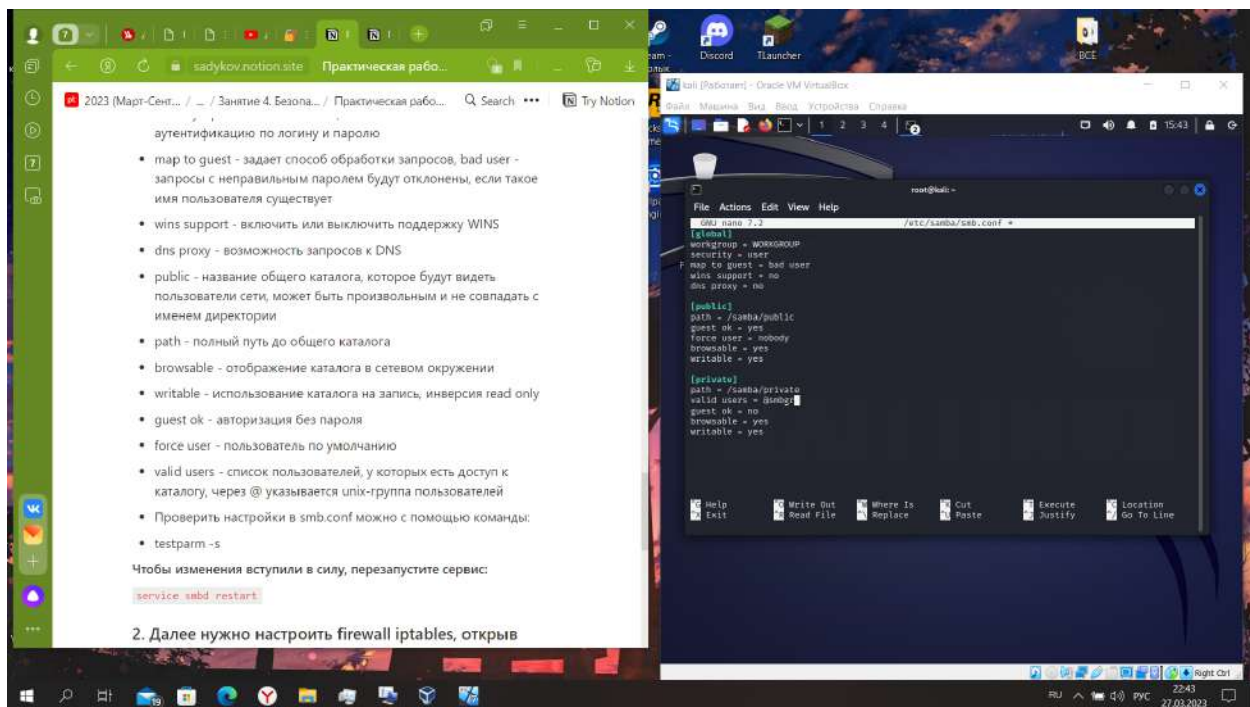 Discord
TLauncher
ВСЁ
sadykov.notion.site Практическая рабо...
2023 (Март-Сент... / ... / Занятие 4. Безопа... / Практическая рабо...
Search
Try Notion
аутентификацию по логину и паролю
• map to guest - задает способ обработки запросов, bad user -
запросы с неправильным паролем будут отклонены, если такое
имя пользователя существует
• wins support - включить или выключить поддержку WINS
• dns proxy - возможность запросов к DNS
• public - название общего каталога, которое будут видеть
пользователи сети, может быть произвольным и не совпадать с
именем директории
• path - полный путь до общего каталога
• browsable - отображение каталога в сетевом окружении
• writable - использование каталога на запись, инверсия read only
• guest ok - авторизация без пароля
• force user - пользователь по умолчанию
• valid users - список пользователей, у которых есть доступ к
каталогу, через @ указывается unix-группа пользователей
• Проверить настройки в smb.conf можно с помощью команды:
• testparm -s
Чтобы изменения вступили в силу, перезапустите сервис:
service smbd restart
2. Далее нужно настроить firewall iptables, открыв
kali [Работает] - Oracle VM VirtualBox
Файл Машина Вид Ввод Устройства Справка
1 2 3 4
15:43
root@kali: ~
File Actions Edit View Help
GNU nano 7.2 /etc/samba/smb.conf *
[global]
workgroup = WORKGROUP
security = user
map to guest = bad user
wins support = no
dns proxy = no
[public]
path = /samba/public
guest ok = yes
force user = nobody
browsable = yes
writable = yes
[private]
path = /samba/private
valid users = @smbgr
guest ok = no
browsable = yes
writable = yes
^G Help ^O Write Out ^W Where Is ^K Cut ^T Execute ^C Location
^X Exit ^R Read File ^\ Replace ^U Paste ^J Justify ^/ Go To Line
Right Ctrl
RU
РУС
22:43
27.03.2023